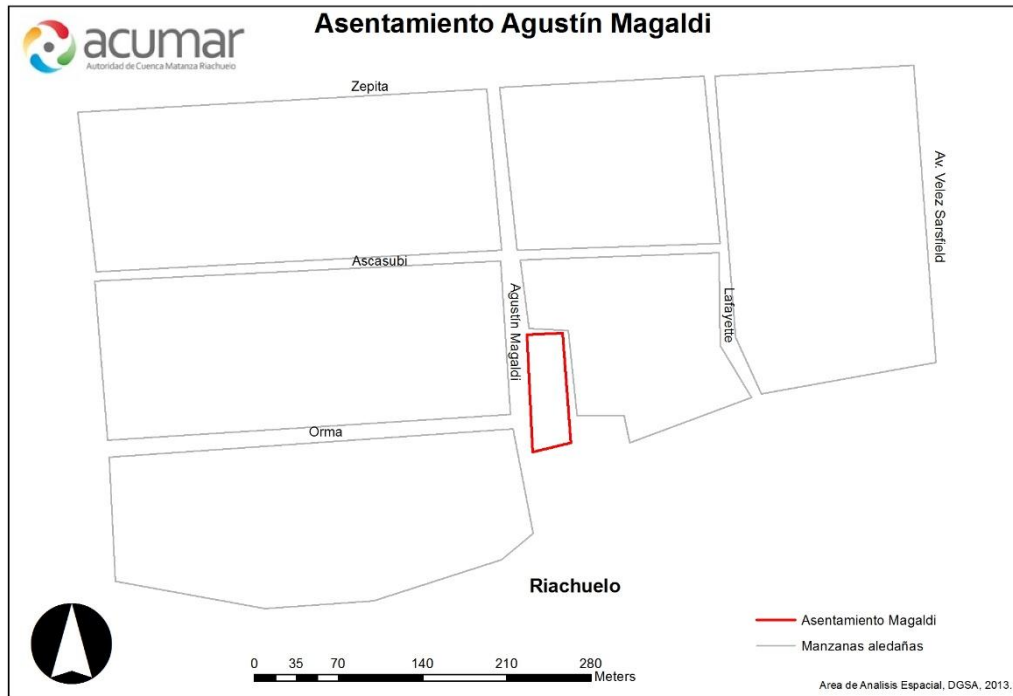 Asentamiento Agustín Magaldi
acumar
Autoridad de Cuenca Matanza Riachuelo
Zepita
Av. Velez Sarsfield
Ascasubi
Agustín Magaldi
Lafayette
Orma
Riachuelo
Asentamiento Magaldi
Manzanas aledañas
0 35 70 140 210 280
Meters
Area de Analisis Espacial, DGSA, 2013.